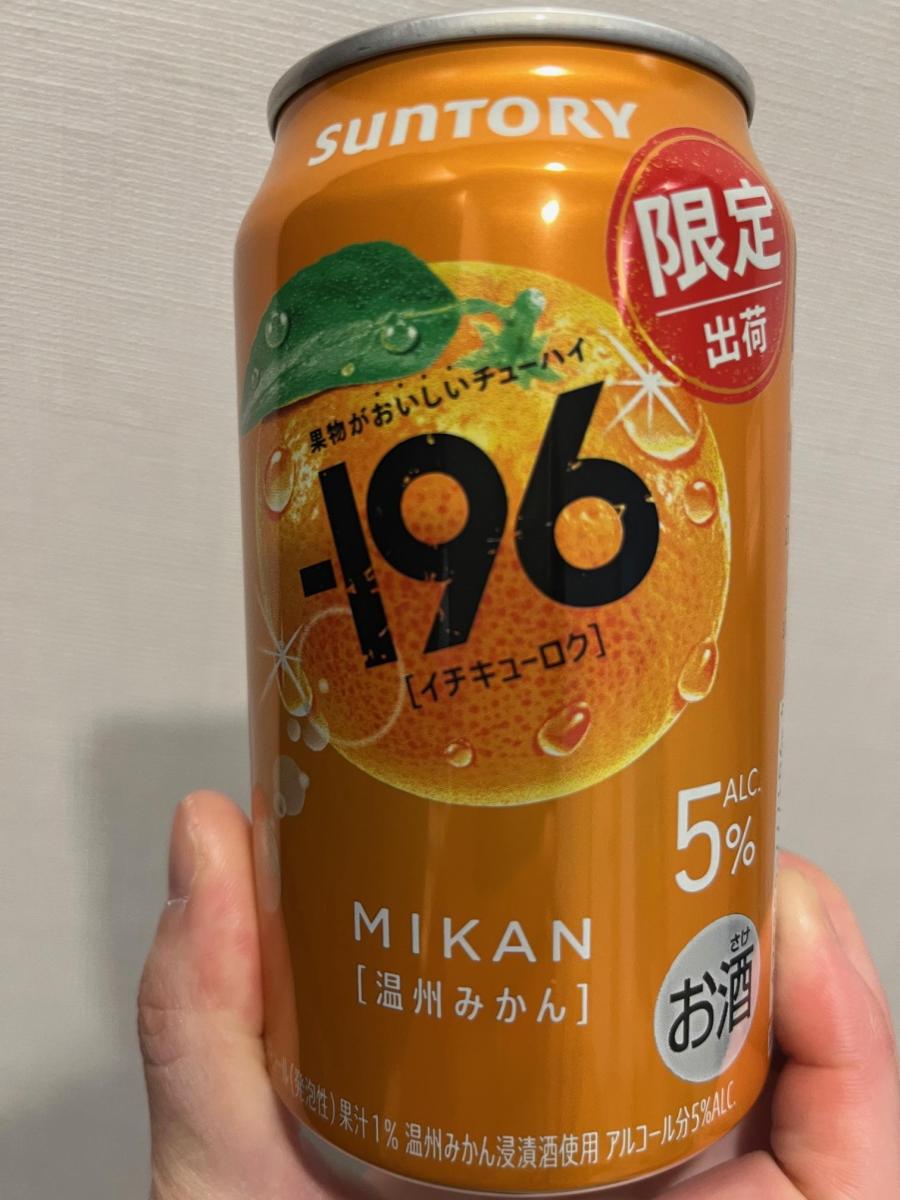 SUNTORY
限定
出荷
果物がおいしいチューハイ
-196
[イチキューロク]
5% ALC.
MIKAN
[温州みかん]
さけ
お酒
ール(発泡性)果汁1% 温州みかん浸漬酒使用 アルコール分5%ALC.